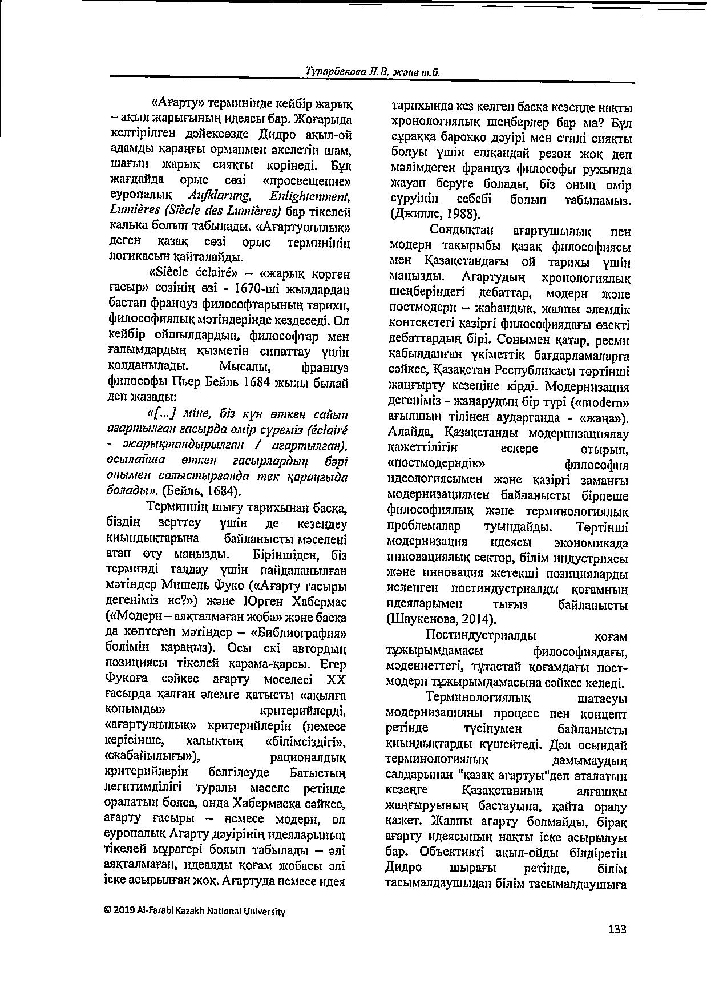 Тұрарбекова Л.В. және т.б.
«Ағарту» терминінде кейбір жарық
– ақыл жарығының идеясы бар. Жоғарыда
келтірілген дәйексөзде Дидро ақыл-ой
адамды қараңғы орманмен әкелетін шам,
шағын жарық сияқты көрінеді. Бұл
жағдайда орыс сөзі «просвещение»
еуропалық Aufklarung, Enlightenment,
Lumières (Siècle des Lumières) бар тікелей
калька болып табылады. «Ағартушылық»
деген қазақ сөзі орыс терминінің
логикасын қайталайды.
«Siècle éclairé» – «жарық көрген
ғасыр» сөзінің өзі - 1670-ші жылдардан
бастап француз философтарының тарихи,
философиялық мәтіндерінде кездеседі. Ол
кейбір ойшылдардың, философтар мен
ғалымдардың қызметін сипаттау үшін
қолданылады. Мысалы, француз
философы Пьер Бейль 1684 жылы былай
деп жазады:
«[...] міне, біз күн өткен сайын
ағартылған ғасырда өмір сүреміз (éclairé
- жарықтандырылған / ағартылған),
осылайша өткен ғасырлардың бәрі
онымен салыстырғанда тек қараңғыда
болады». (Бейль, 1684).
Терминнің шығу тарихынан басқа,
біздің зерттеу үшін де кезеңдеу
қиындықтарына байланысты мәселені
атап өту маңызды. Біріншіден, біз
терминді талдау үшін пайдаланылған
мәтіндер Мишель Фуко («Ағарту ғасыры
дегеніміз не?») және Юрген Хабермас
(«Модерн – аяқталмаған жоба» және басқа
да көптеген мәтіндер – «Библиография»
бөлімін қараңыз). Осы екі автордың
позициясы тікелей қарама-қарсы. Егер
Фукоға сәйкес ағарту мәселесі ХХ
ғасырда қалған әлемге қатысты «ақылға
қонымды» критерийлерді,
«ағартушылық» критерийлерін (немесе
керісінше, халықтың «білімсіздігі»,
«жабайылығы»), рационалдық
критерийлерін белгілеуде Батыстың
легитимділігі туралы мәселе ретінде
оралатын болса, онда Хабермасқа сәйкес,
ағарту ғасыры – немесе модерн, ол
еуропалық Ағарту дәуірінің идеяларының
тікелей мұрагері болып табылады – әлі
аяқталмаған, идеалды қоғам жобасы әлі
іске асырылған жоқ. Ағартуда немесе идея
тарихында кез келген басқа кезеңде нақты
хронологиялық шеңберлер бар ма? Бұл
сұраққа барокко дәуірі мен стилі сияқты
болуы үшін ешқандай резон жоқ деп
мәлімдеген француз философы рухында
жауап беруге болады, біз оның өмір
сүруінің себебі болып табыламыз.
(Джиллс, 1988).
Сондықтан ағартушылық пен
модерн тақырыбы қазақ философиясы
мен Қазақстандағы ой тарихы үшін
маңызды. Ағартудың хронологиялық
шеңберіндегі дебаттар, модерн және
постмодерн – жаһандық, жалпы әлемдік
контекстегі қазіргі философиядағы өзекті
дебаттардың бірі. Сонымен қатар, ресми
қабылданған үкіметтік бағдарламаларға
сәйкес, Қазақстан Республикасы төртінші
жаңғырту кезеңіне кірді. Модернизация
дегеніміз - жаңарудың бір түрі («modern»
ағылшын тілінен аударғанда - «жаңа»).
Алайда, Қазақстанды модернизациялау
қажеттілігін ескере отырып,
«постмодерндік» философия
идеологиясымен және қазіргі заманғы
модернизациямен байланысты бірнеше
философиялық және терминологиялық
проблемалар туындайды. Төртінші
модернизация идеясы экономикада
инновациялық сектор, білім индустриясы
және инновация жетекші позицияларды
иеленген постиндустриалды қоғамның
идеяларымен тығыз байланысты
(Шаукенова, 2014).
Постиндустриалды қоғам
тұжырымдамасы философиядағы,
мәдениеттегі, тұтастай қоғамдағы пост-
модерн тұжырымдамасына сәйкес келеді.
Терминологиялық шатасуы
модернизацияны процесс пен концепт
ретінде түсінумен байланысты
қиындықтарды күшейтеді. Дәл осындай
терминологиялық дамымаудың
салдарынан "қазақ ағартуы"деп аталатын
кезеңге Қазақстанның алғашқы
жаңғыруының бастауына, қайта оралу
қажет. Жалпы ағарту болмайды, бірақ
ағарту идеясының нақты іске асырылуы
бар. Объективті ақыл-ойды білдіретін
Дидро шырағы ретінде, білім
тасымалдаушыдан білім тасымалдаушыға
© 2019 Al-Farabi Kazakh National University
133